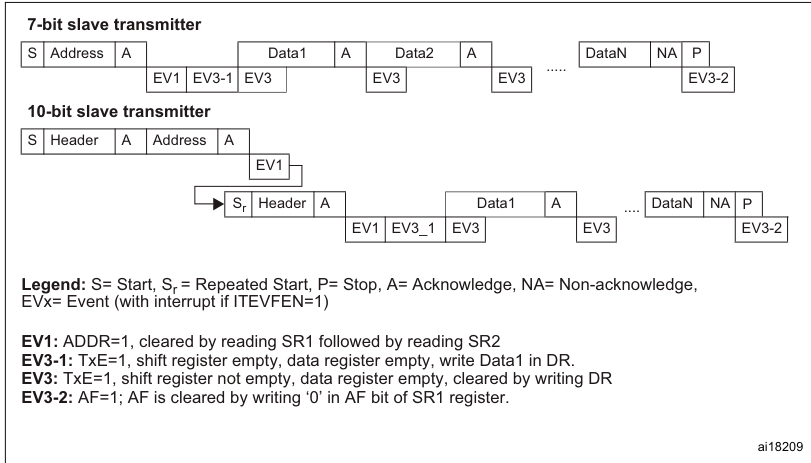 7-bit slave transmitter
S Address A Data1 A Data2 A ..... DataN NA P
EV1 EV3-1 EV3 EV3 EV3 EV3-2
10-bit slave transmitter
S Header A Address A
EV1
Sr Header A Data1 A .... DataN NA P
EV1 EV3_1 EV3 EV3 EV3-2
Legend: S= Start, Sr = Repeated Start, P= Stop, A= Acknowledge, NA= Non-acknowledge,
EVx= Event (with interrupt if ITEVFEN=1)
EV1: ADDR=1, cleared by reading SR1 followed by reading SR2
EV3-1: TxE=1, shift register empty, data register empty, write Data1 in DR.
EV3: TxE=1, shift register not empty, data register empty, cleared by writing DR
EV3-2: AF=1; AF is cleared by writing ‘0’ in AF bit of SR1 register.
ai18209